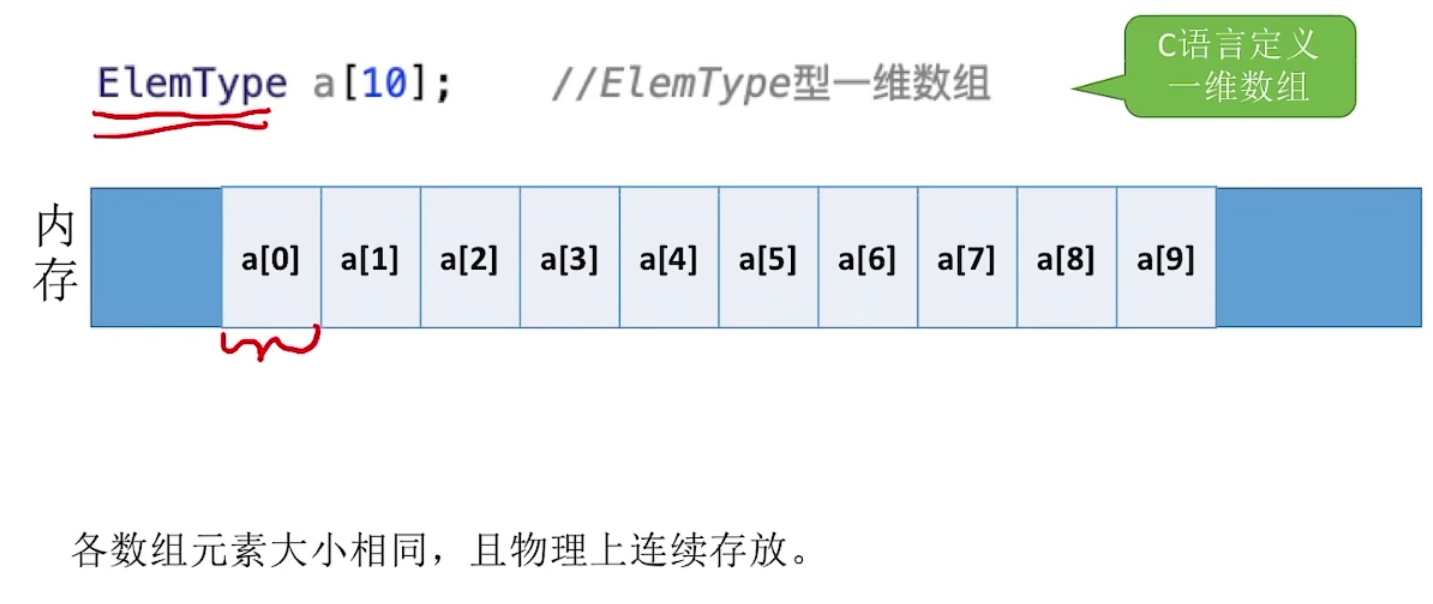 ElemType a[10]; //ElemType型一维数组
C语言定义
一维数组
内
存
a[0] a[1] a[2] a[3] a[4] a[5] a[6] a[7] a[8] a[9]
各数组元素大小相同，且物理上连续存放。